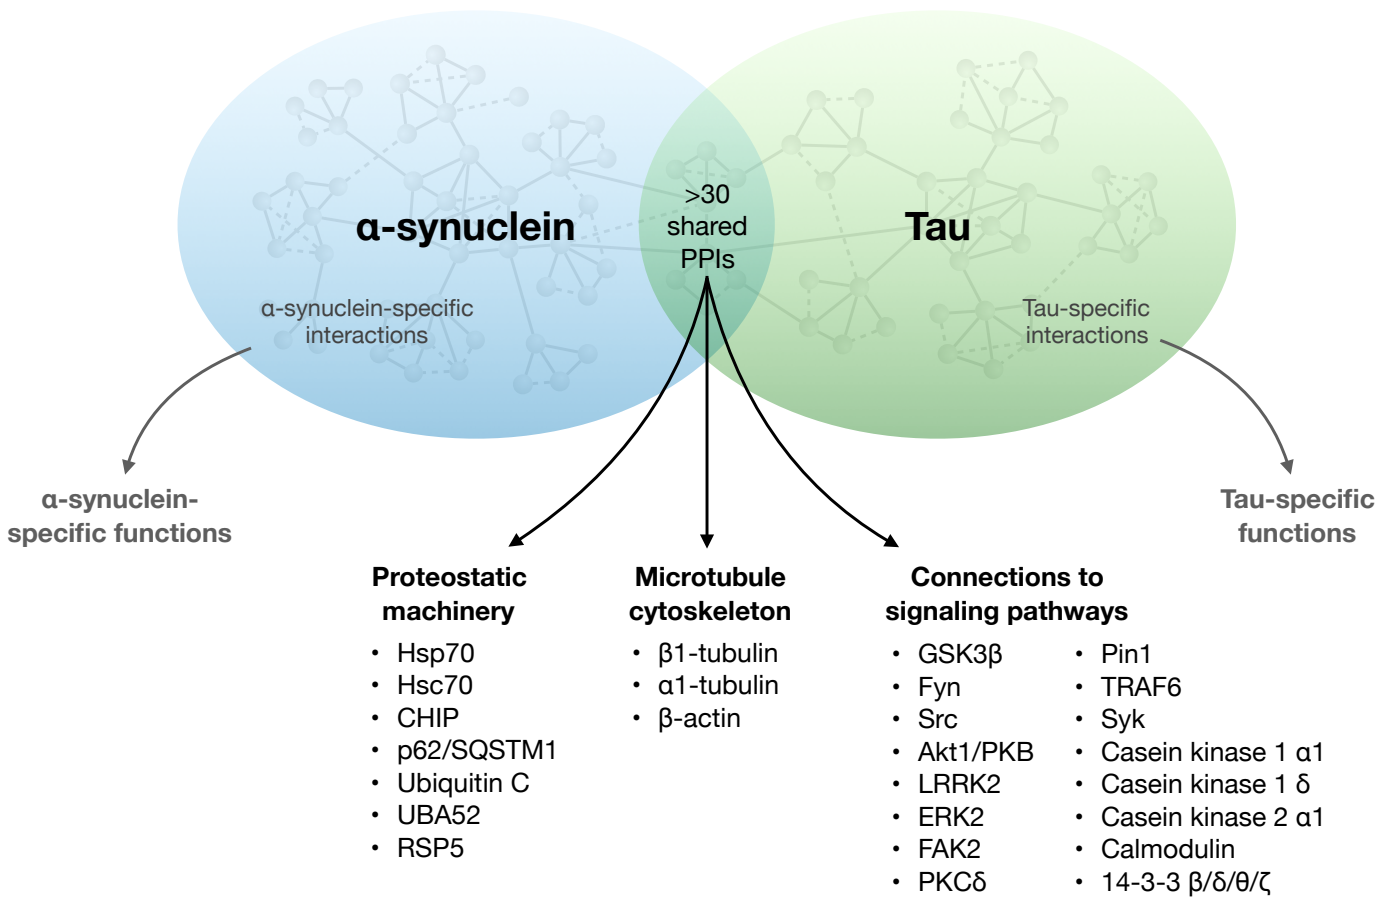 >30
shared
PPIs
α-synuclein
Tau
α-synuclein-specific
interactions
Tau-specific
interactions
α-synuclein-
specific functions
Tau-specific
functions
Proteostatic
machinery
• Hsp70
• Hsc70
• CHIP
• p62/SQSTM1
• Ubiquitin C
• UBA52
• RSP5
Microtubule
cytoskeleton
• β1-tubulin
• α1-tubulin
• β-actin
Connections to
signaling pathways
• GSK3β
• Fyn
• Src
• Akt1/PKB
• LRRK2
• ERK2
• FAK2
• PKCδ
• Pin1
• TRAF6
• Syk
• Casein kinase 1 α1
• Casein kinase 1 δ
• Casein kinase 2 α1
• Calmodulin
• 14-3-3 β/δ/θ/ζ